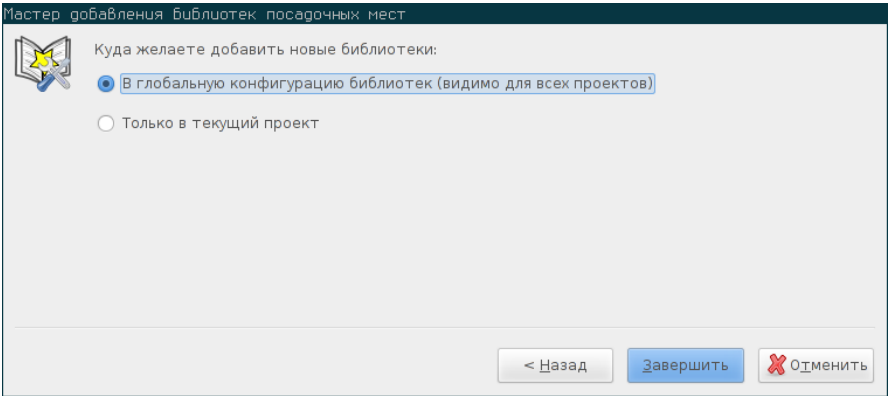 Мастер добавления библиотек посадочных мест
Куда желаете добавить новые библиотеки:
В глобальную конфигурацию библиотек (видимо для всех проектов)
Только в текущий проект
< Назад
Завершить
Отменить